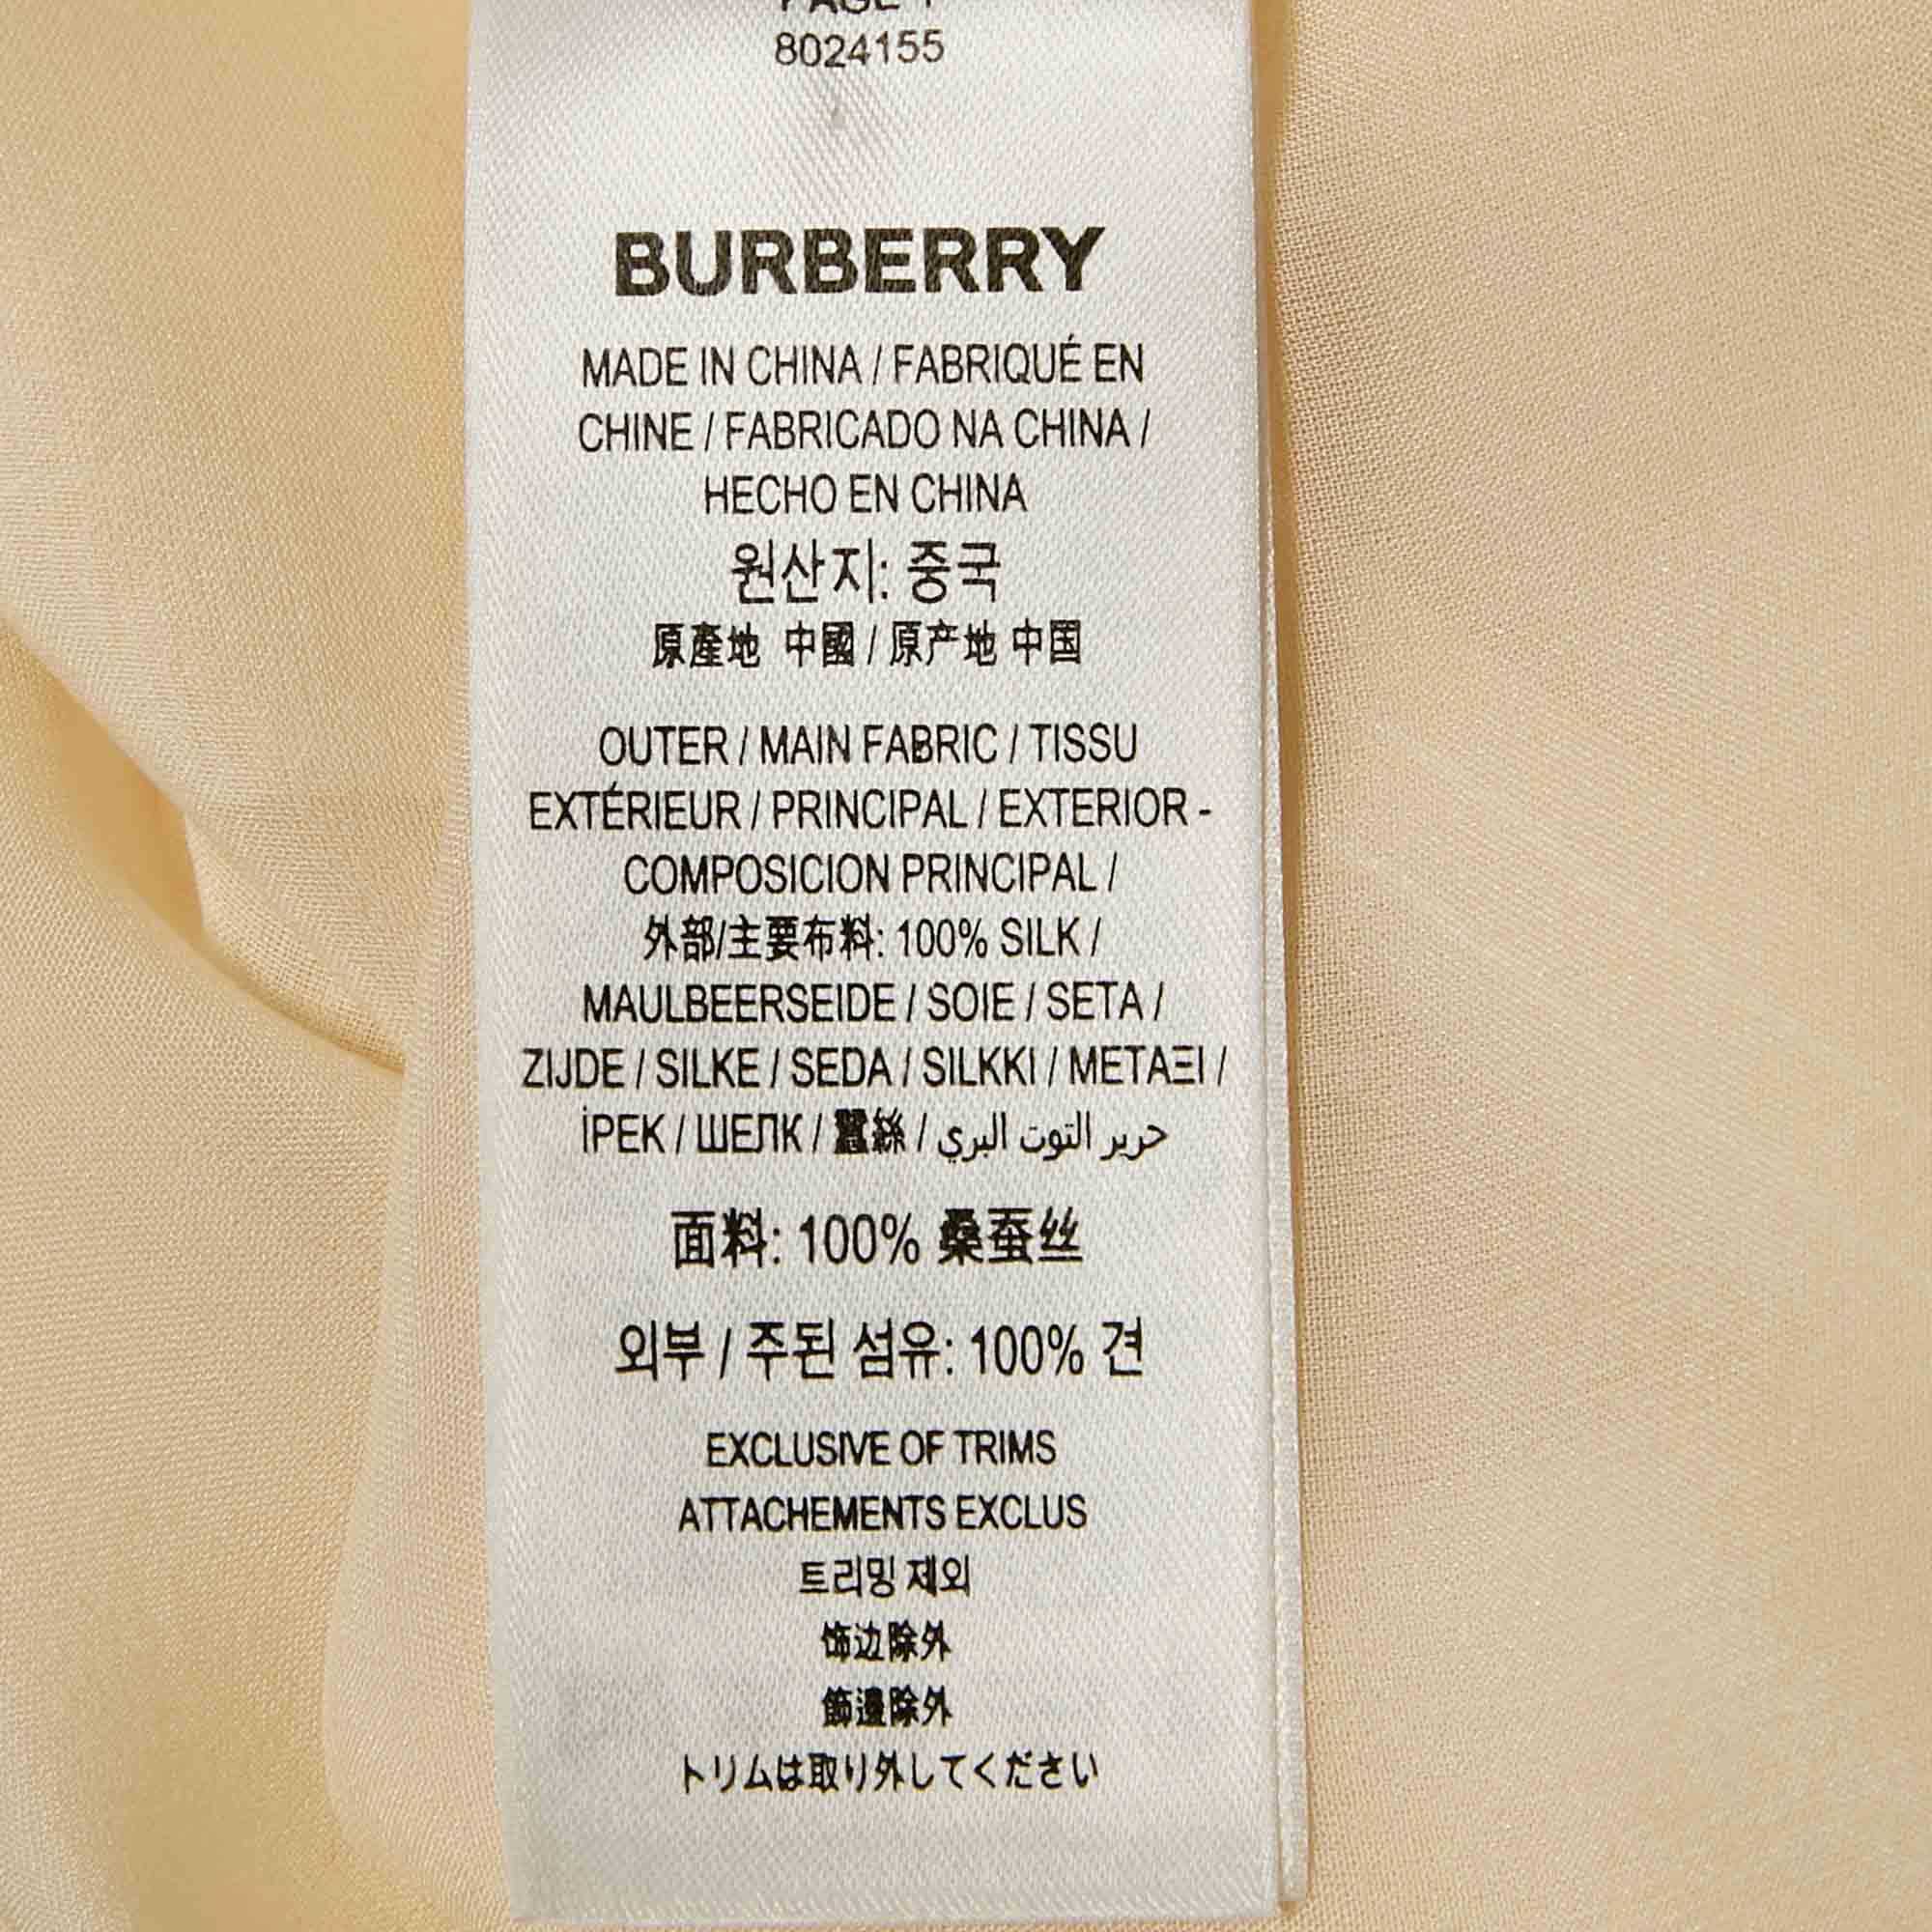 PAGE 1
8024155
BURBERRY
MADE IN CHINA / FABRIQUÉ EN
CHINE / FABRICADO NA CHINA /
HECHO EN CHINA
원산지: 중국
原產地 中國 / 原产地 中国
OUTER / MAIN FABRIC / TISSU
EXTÉRIEUR / PRINCIPAL / EXTERIOR -
COMPOSICION PRINCIPAL /
外部/主要布料: 100% SILK /
MAULBEERSEIDE / SOIE / SETA /
ZIJDE / SILKE / SEDA / SILKKI / ΜΕΤΑΞΙ /
İPEK / ШЕЛК / 蠶絲 / حرير التوت البري
面料: 100% 桑蚕丝
외부 / 주된 섬유: 100% 견
EXCLUSIVE OF TRIMS
ATTACHEMENTS EXCLUS
트리밍 제외
饰边除外
飾邊除外
トリムは取り外してください